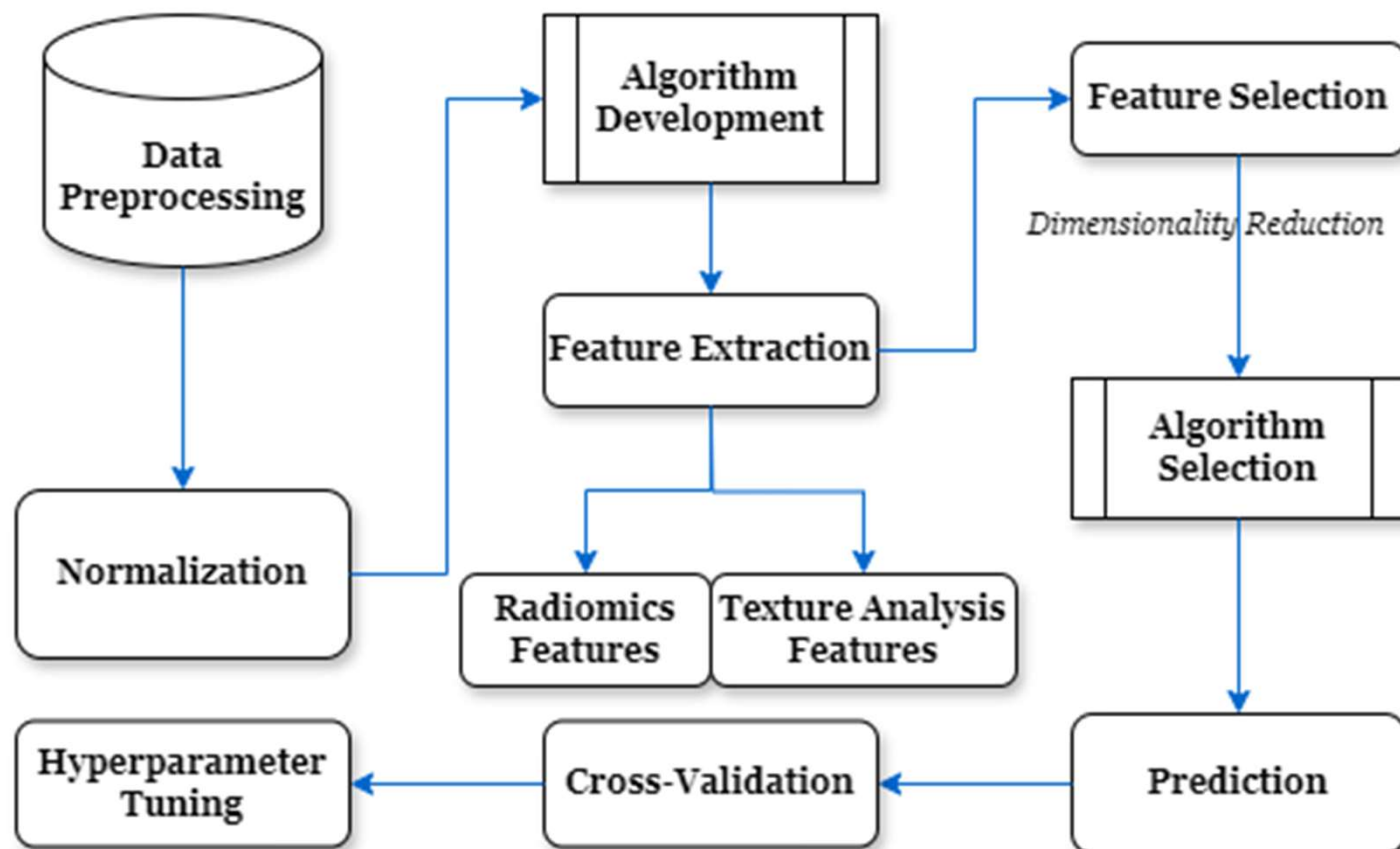 Data
Preprocessing
Normalization
Algorithm
Development
Feature Extraction
Radiomics
Features
Texture Analysis
Features
Feature Selection
Dimensionality Reduction
Algorithm
Selection
Prediction
Cross-Validation
Hyperparameter
Tuning